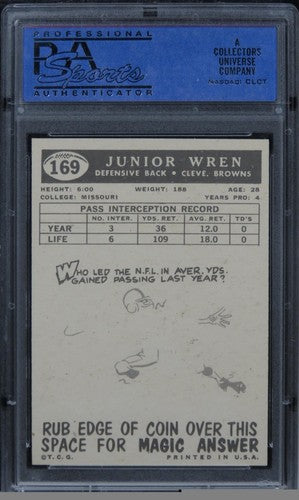 PROFESSIONAL
PSA
Sports
AUTHENTICATOR
A
COLLECTORS
UNIVERSE
COMPANY
NASDAQ: CLCT
169
JUNIOR WREN
DEFENSIVE BACK • CLEVE. BROWNS
HEIGHT: 6:00 WEIGHT: 188 AGE: 28
COLLEGE: MISSOURI YEARS PRO: 4
PASS INTERCEPTION RECORD
NO. INTER. YDS. RET. AVG. RET. TD'S
YEAR 3 36 12.0 0
LIFE 6 109 18.0 0
WHO LED THE N.F.L. IN AVER. YDS.
GAINED PASSING LAST YEAR?
RUB EDGE OF COIN OVER THIS
SPACE FOR MAGIC ANSWER
©T.C.G. PRINTED IN U.S.A.